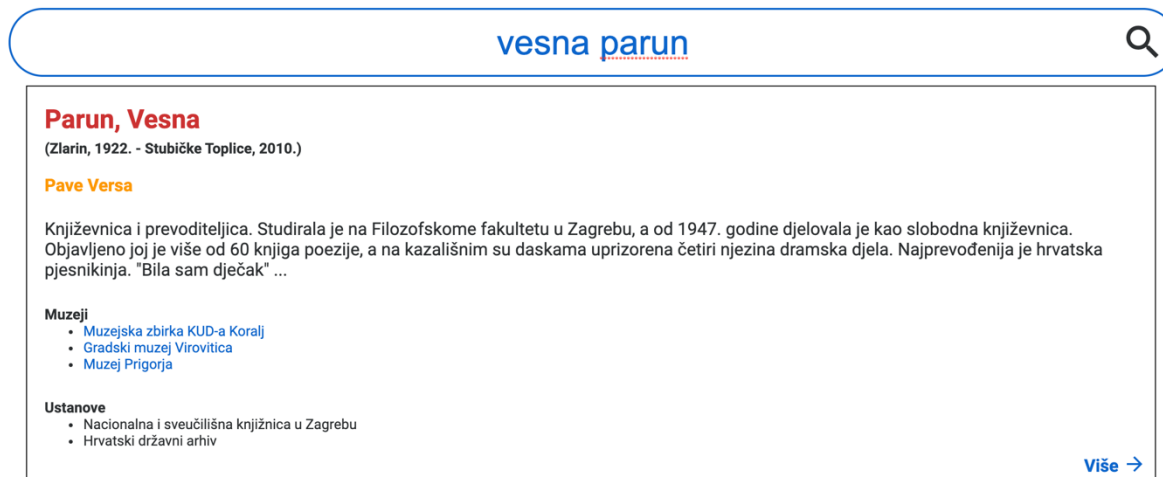 vesna parun
Parun, Vesna
(Zlarin, 1922. - Stubičke Toplice, 2010.)
Pave Versa
Književnica i prevoditeljica. Studirala je na Filozofskome fakultetu u Zagrebu, a od 1947. godine djelovala je kao slobodna književnica.
Objavljeno joj je više od 60 knjiga poezije, a na kazališnim su daskama uprizorena četiri njezina dramska djela. Najprevođenija je hrvatska
pjesnikinja. "Bila sam dječak" ...
Muzeji
• Muzejska zbirka KUD-a Koralj
• Gradski muzej Virovitica
• Muzej Prigorja
Ustanove
• Nacionalna i sveučilišna knjižnica u Zagrebu
• Hrvatski državni arhiv
Više →